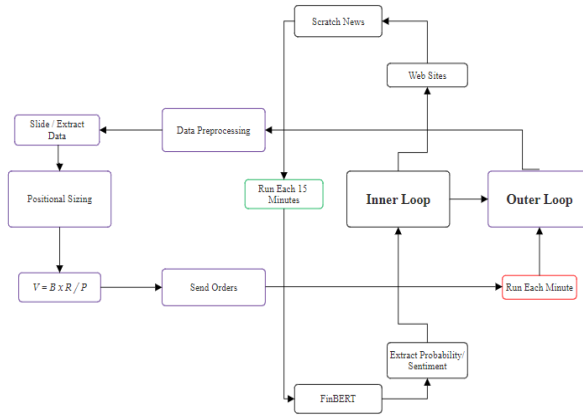 Scratch News
Web Sites
Slide / Extract
Data
Data Preprocessing
Positional Sizing
Run Each 15
Minutes
Inner Loop
Outer Loop
V = B x R / P
Send Orders
Run Each Minute
Extract Probability/
Sentiment
FinBERT